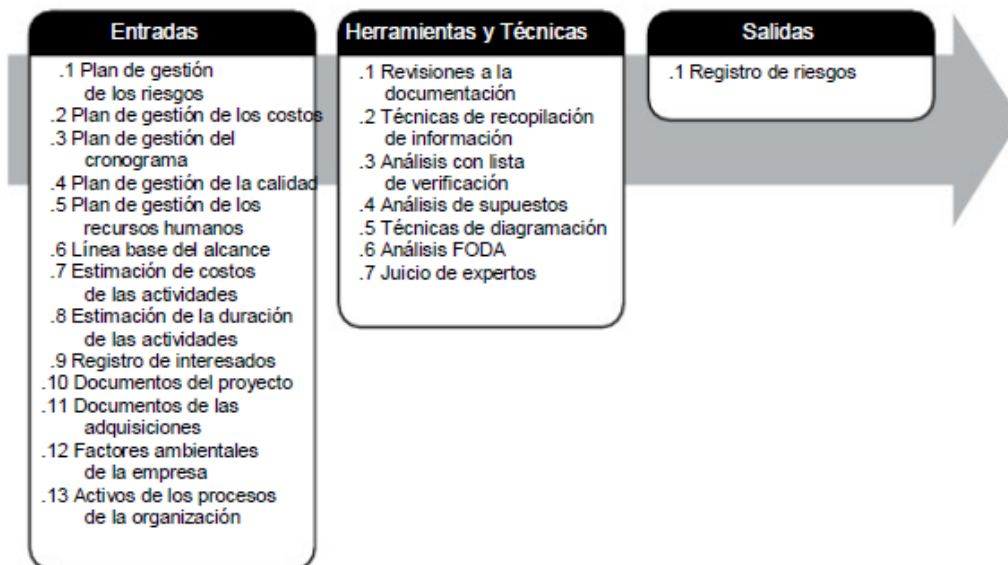 Entradas
.1 Plan de gestión
de los riesgos
.2 Plan de gestión de los costos
.3 Plan de gestión del
cronograma
.4 Plan de gestión de la calidad
.5 Plan de gestión de los
recursos humanos
.6 Línea base del alcance
.7 Estimación de costos
de las actividades
.8 Estimación de la duración
de las actividades
.9 Registro de interesados
.10 Documentos del proyecto
.11 Documentos de las
adquisiciones
.12 Factores ambientales
de la empresa
.13 Activos de los procesos
de la organización
Herramientas y Técnicas
.1 Revisiones a la
documentación
.2 Técnicas de recopilación
de información
.3 Análisis con lista
de verificación
.4 Análisis de supuestos
.5 Técnicas de diagramación
.6 Análisis FODA
.7 Juicio de expertos
Salidas
.1 Registro de riesgos